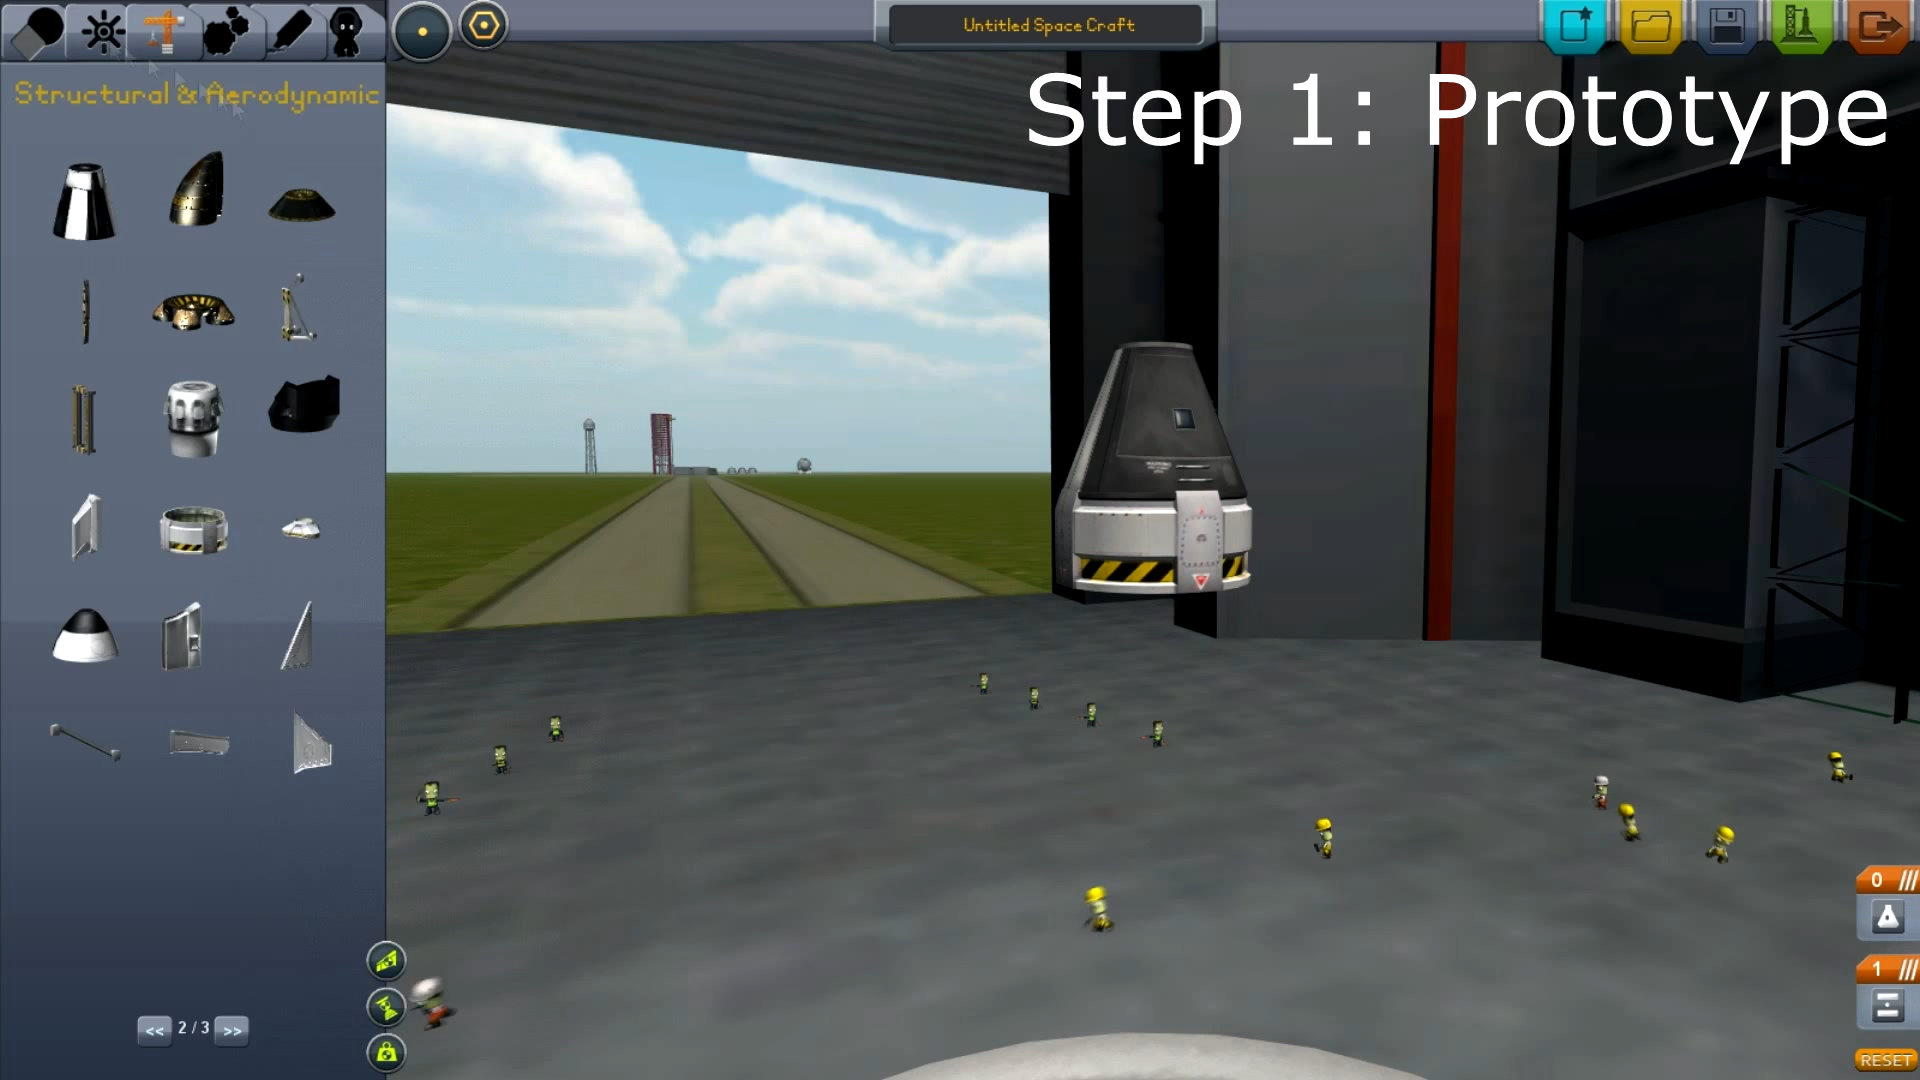 Untitled Space Craft
Step 1: Prototype
Structural & Aerodynamic
0
1
<< 2 / 3 >>
RESET